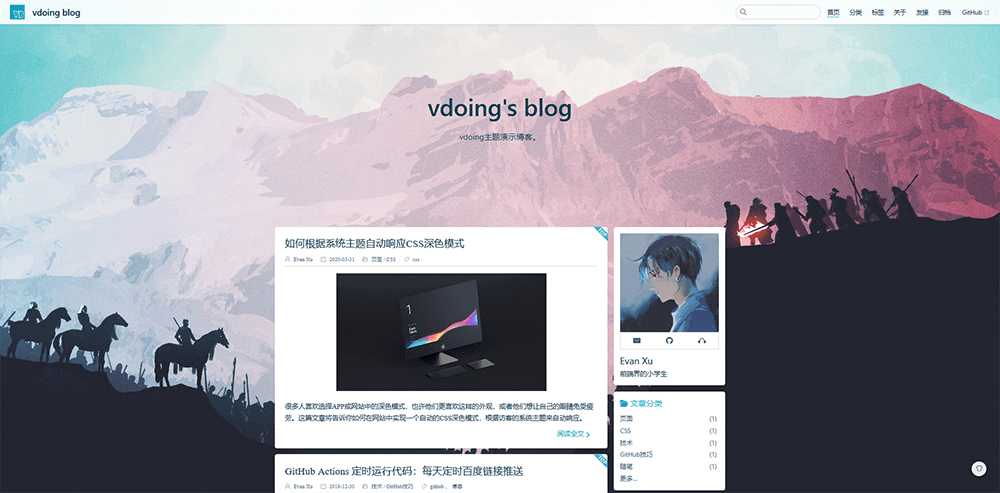 vdoing blog
首页 分类 标签 关于 友接 归档 GitHub
vdoing's blog
vdoing主题演示博客。
如何根据系统主题自动响应CSS深色模式
Evan Xu 2020-03-31 页面 / CSS css
很多人喜欢选择APP或网站中的深色模式，也许他们更喜欢这样的外观，或者他们想让自己的眼睛免受疲
劳。这篇文章将告诉你如何在网站中实现一个自动的CSS深色模式，根据访客的系统主题来自动响应。
阅读全文
GitHub Actions 定时运行代码：每天定时百度链接推送
Evan Xu 2019-12-30 技术 / GitHub技巧 github ， 博客
Evan Xu
前端界的小学生
文章分类
页面 (1)
CSS (1)
技术 (1)
GitHub技巧 (1)
随笔 (1)
更多...